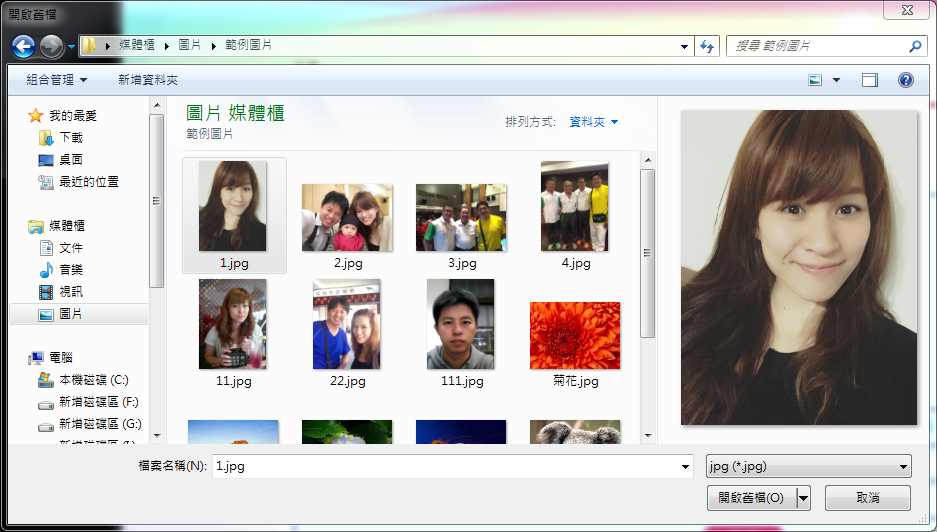 開啟舊檔
媒體櫃 圖片 範例圖片
搜尋 範例圖片
組合管理 新增資料夾
我的最愛
下載
桌面
最近的位置
媒體櫃
文件
音樂
視訊
圖片
電腦
本機磁碟 (C:)
新增磁碟區 (F:)
新增磁碟區 (G:)
圖片 媒體櫃
範例圖片
排列方式: 資料夾
1.jpg 2.jpg 3.jpg 4.jpg
11.jpg 22.jpg 111.jpg 菊花.jpg
檔案名稱(N): 1.jpg
jpg (*.jpg)
開啟舊檔(O) 取消